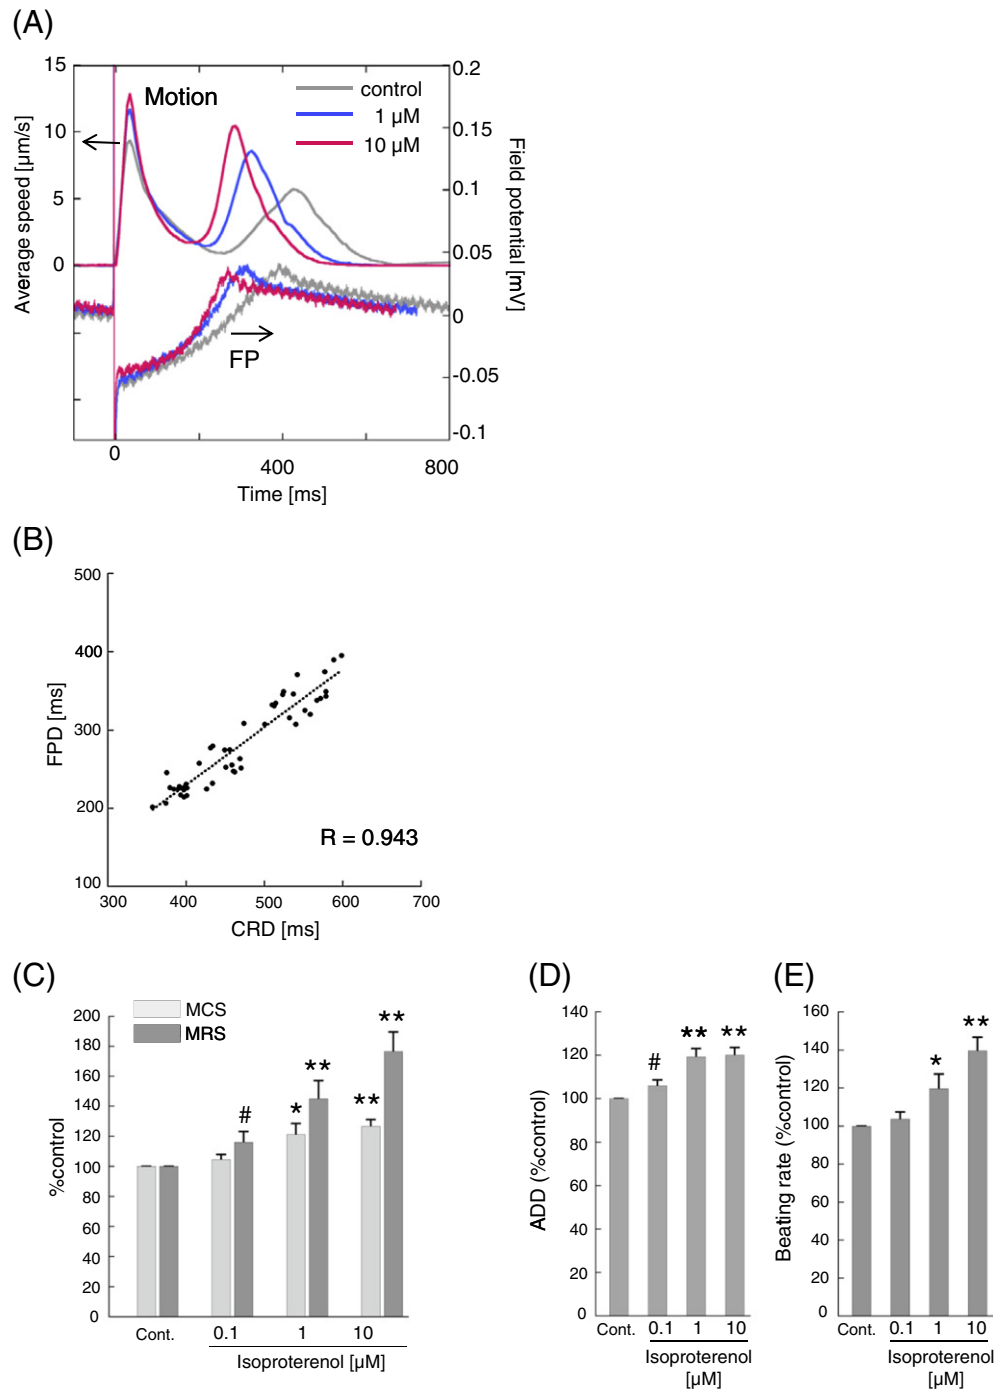 (A)
15
10
5
0
Average speed [µm/s]
Motion
control
1 µM
10 µM
0.2
0.15
0.1
0.05
0
-0.05
-0.1
Field potential [mV]
FP
0
400
800
Time [ms]
(B)
500
400
300
200
100
FPD [ms]
R = 0.943
300
400
500
600
700
CRD [ms]
(C)
MCS
MRS
200
180
160
140
120
100
80
60
40
20
0
%control
#
*
**
**
**
Cont.
0.1
1
10
Isoproterenol [µM]
(D)
140
120
100
80
60
40
20
0
ADD (%control)
#
**
**
Cont.
0.1
1
10
Isoproterenol
[µM]
(E)
160
140
120
100
80
60
40
20
0
Beating rate (%control)
*
**
Cont.
0.1
1
10
Isoproterenol
[µM]